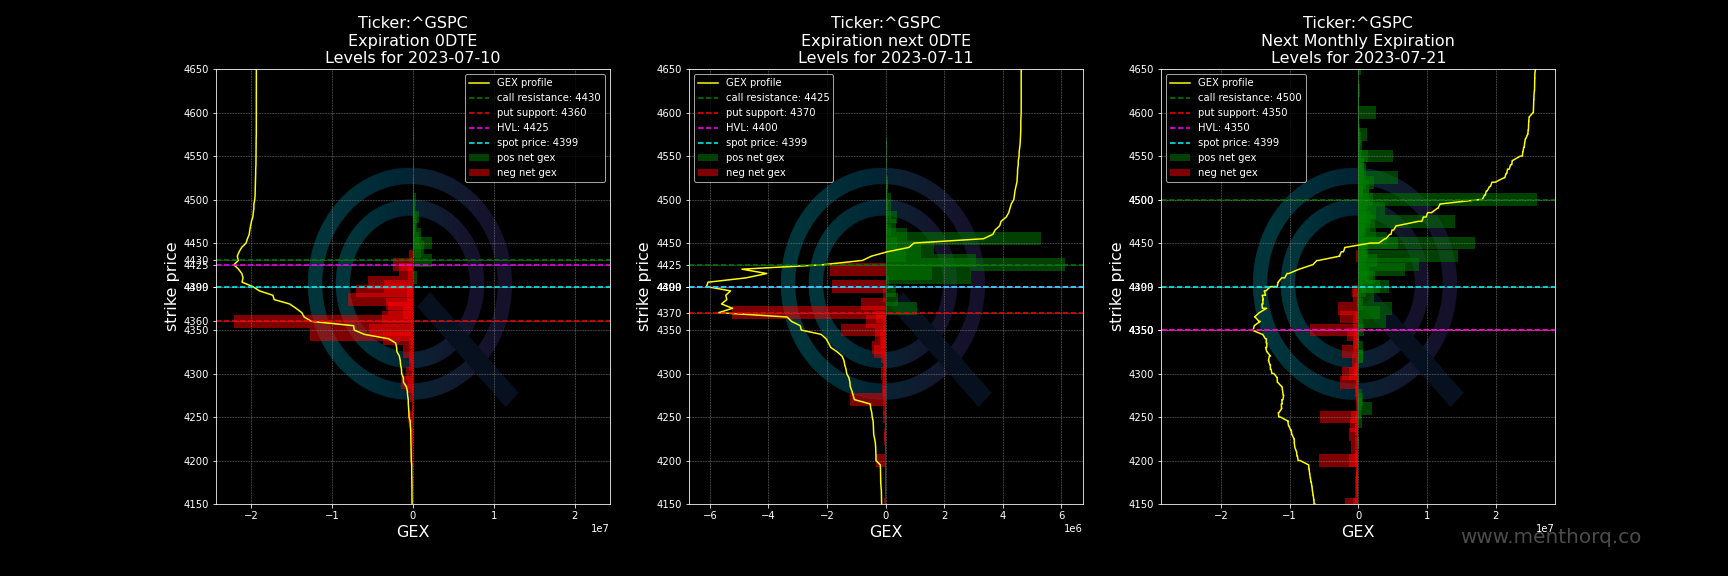 Ticker:^GSPC
Expiration 0DTE
Levels for 2023-07-10
GEX profile
call resistance: 4430
put support: 4360
HVL: 4425
spot price: 4399
pos net gex
neg net gex
4650
4600
4550
4500
4450
4430
4425
4360
4350
4300
4250
4200
4150
strike price
−2
−1
0
1
2
1e7
GEX
Ticker:^GSPC
Expiration next 0DTE
Levels for 2023-07-11
GEX profile
call resistance: 4425
put support: 4370
HVL: 4400
spot price: 4399
pos net gex
neg net gex
4650
4600
4550
4500
4450
4425
4370
4350
4300
4250
4200
4150
strike price
−6
−4
−2
0
2
4
6
1e6
GEX
Ticker:^GSPC
Next Monthly Expiration
Levels for 2023-07-21
GEX profile
call resistance: 4500
put support: 4350
HVL: 4350
spot price: 4399
pos net gex
neg net gex
4650
4600
4550
4500
4450
4350
4300
4250
4200
4150
strike price
−2
−1
0
1
2
1e7
GEX
www.menthorq.co